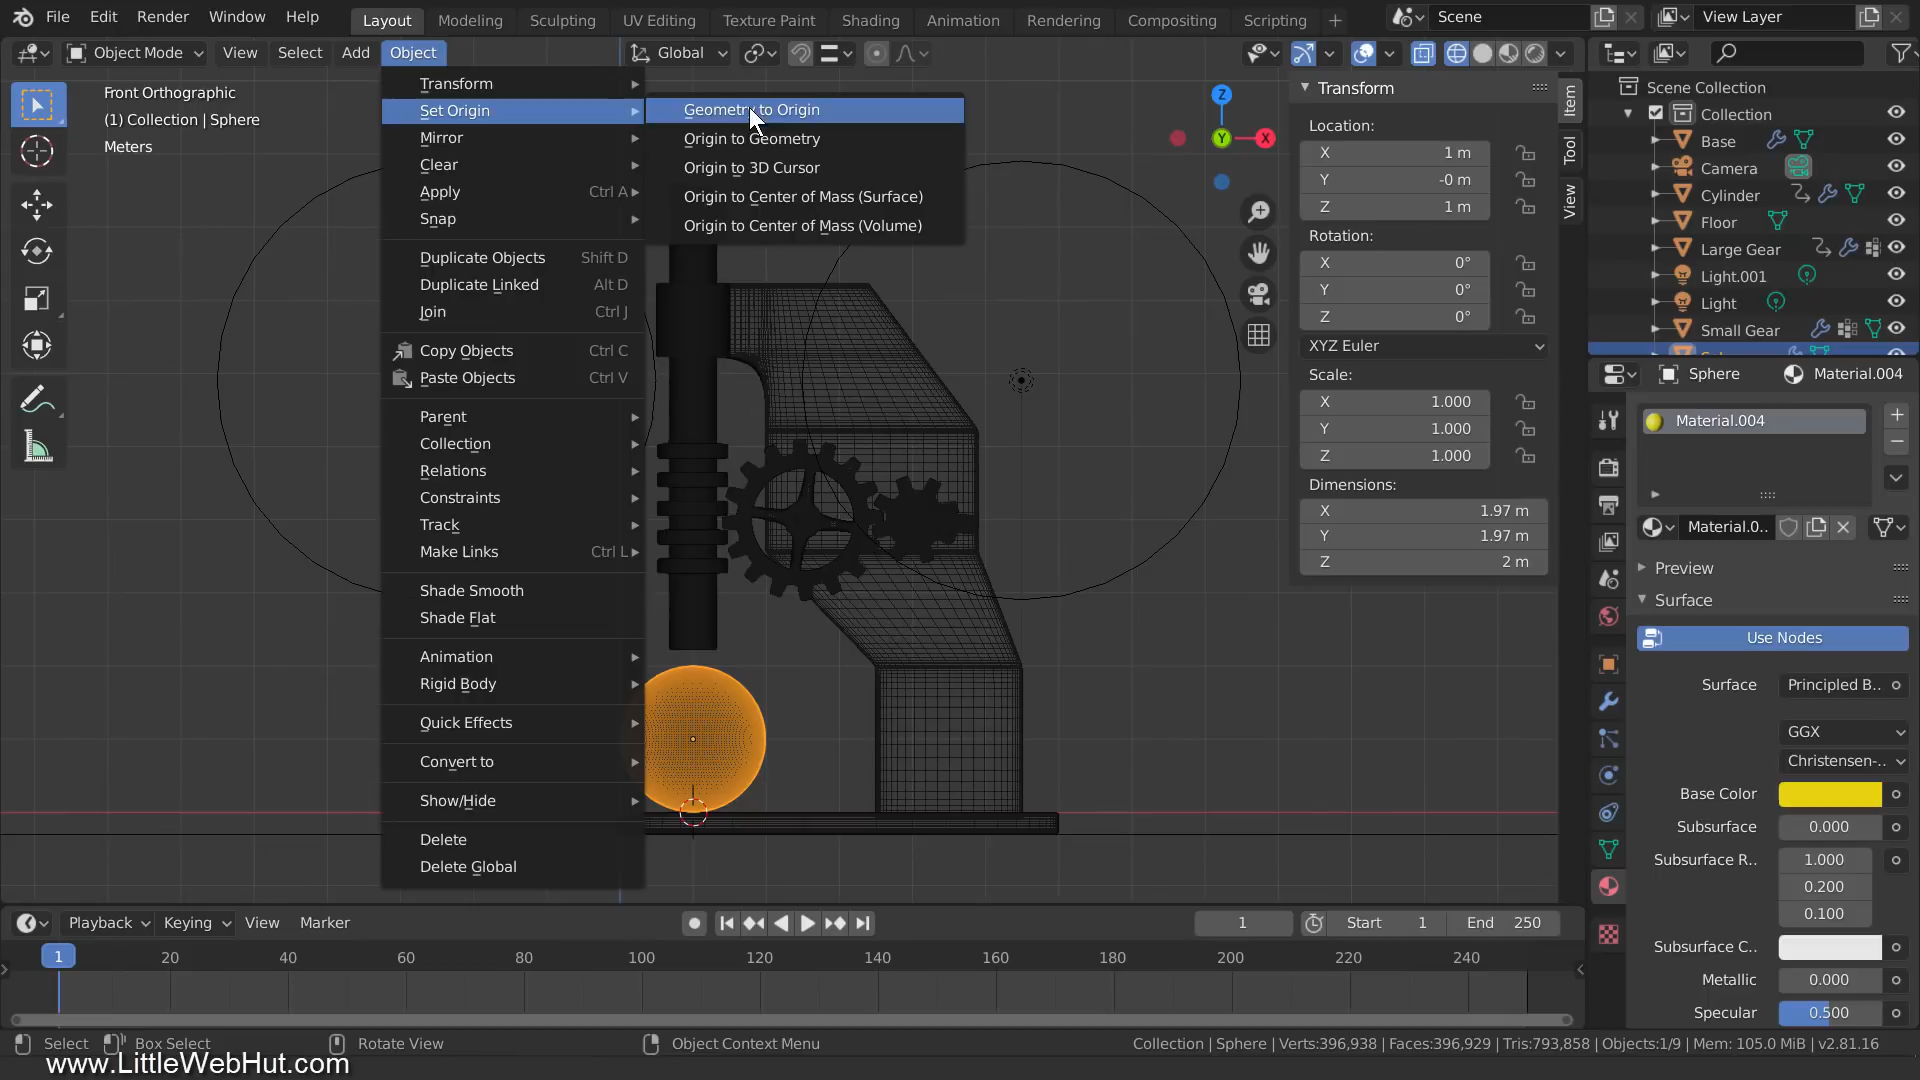 File Edit Render Window Help Layout Modeling Sculpting UV Editing Texture Paint Shading Animation Rendering Compositing Scripting + Scene View Layer
Object Mode View Select Add Object Global
Front Orthographic
(1) Collection | Sphere
Meters
Transform
Set Origin
Mirror
Clear
Apply Ctrl A
Snap
Duplicate Objects Shift D
Duplicate Linked Alt D
Join Ctrl J
Copy Objects Ctrl C
Paste Objects Ctrl V
Parent
Collection
Relations
Constraints
Track
Make Links Ctrl L
Shade Smooth
Shade Flat
Animation
Rigid Body
Quick Effects
Convert to
Show/Hide
Delete
Delete Global
Geometry to Origin
Origin to Geometry
Origin to 3D Cursor
Origin to Center of Mass (Surface)
Origin to Center of Mass (Volume)
Z
Y
X
Transform
Location:
X 1 m
Y -0 m
Z 1 m
Rotation:
X 0°
Y 0°
Z 0°
XYZ Euler
Scale:
X 1.000
Y 1.000
Z 1.000
Dimensions:
X 1.97 m
Y 1.97 m
Z 2 m
Item
Tool
View
Scene Collection
Collection
Base
Camera
Cylinder
Floor
Large Gear
Light.001
Light
Small Gear
Sphere Material.004
Material.004
Material.0..
Preview
Surface
Use Nodes
Surface Principled B..
GGX
Christensen-..
Base Color
Subsurface 0.000
Subsurface R.. 1.000
0.200
0.100
Subsurface C..
Metallic 0.000
Specular 0.500
Playback Keying View Marker 1 Start 1 End 250
1 20 40 60 80 100 120 140 160 180 200 220 240
Select Box Select Rotate View Object Context Menu Collection | Sphere | Verts:396,938 | Faces:396,929 | Tris:793,858 | Objects:1/9 | Mem: 105.0 MiB | v2.81.16
www.LittleWebHut.com